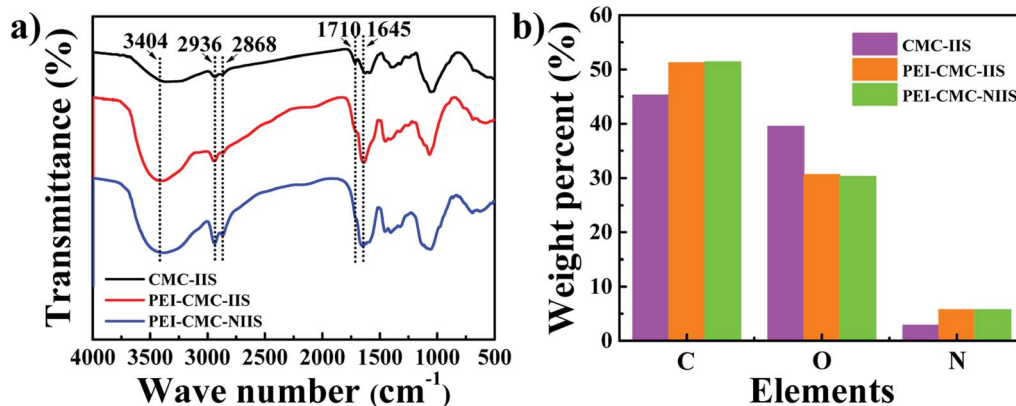 a)
3404
2936
2868
1710
1645
Transmittance (%)
CMC-IIS
PEI-CMC-IIS
PEI-CMC-NIIS
4000 3500 3000 2500 2000 1500 1000 500
Wave number (cm⁻¹)
b)
Weight percent (%)
60
50
40
30
20
10
0
CMC-IIS
PEI-CMC-IIS
PEI-CMC-NIIS
C O N
Elements